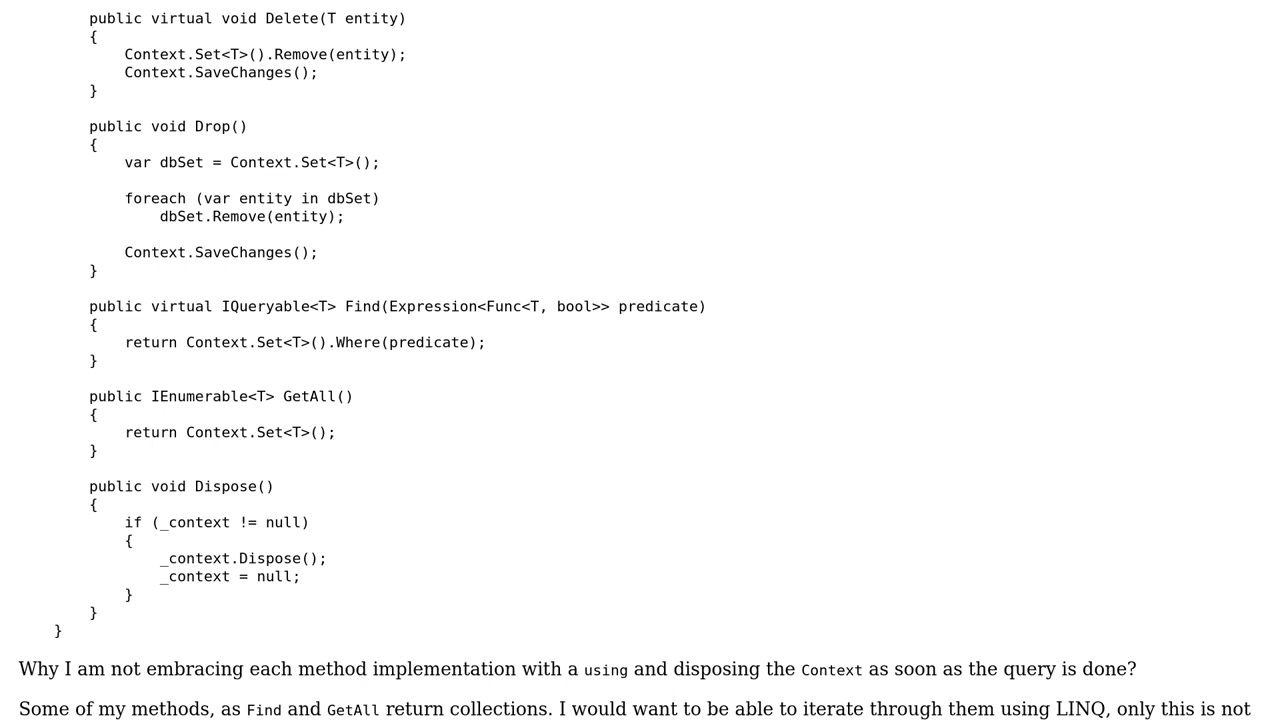 public virtual void Delete(T entity)
{
Context.Set<T>().Remove(entity);
Context.SaveChanges();
}
public void Drop()
{
var dbSet = Context.Set<T>();
foreach (var entity in dbSet)
dbSet.Remove(entity);
Context.SaveChanges();
}
public virtual IQueryable<T> Find(Expression<Func<T, bool>> predicate)
{
return Context.Set<T>().Where(predicate);
}
public IEnumerable<T> GetAll()
{
return Context.Set<T>();
}
public void Dispose()
{
if (_context != null)
{
_context.Dispose();
_context = null;
}
}
}
Why I am not embracing each method implementation with a using and disposing the Context as soon as the query is done?
Some of my methods, as Find and GetAll return collections. I would want to be able to iterate through them using LINQ, only this is not